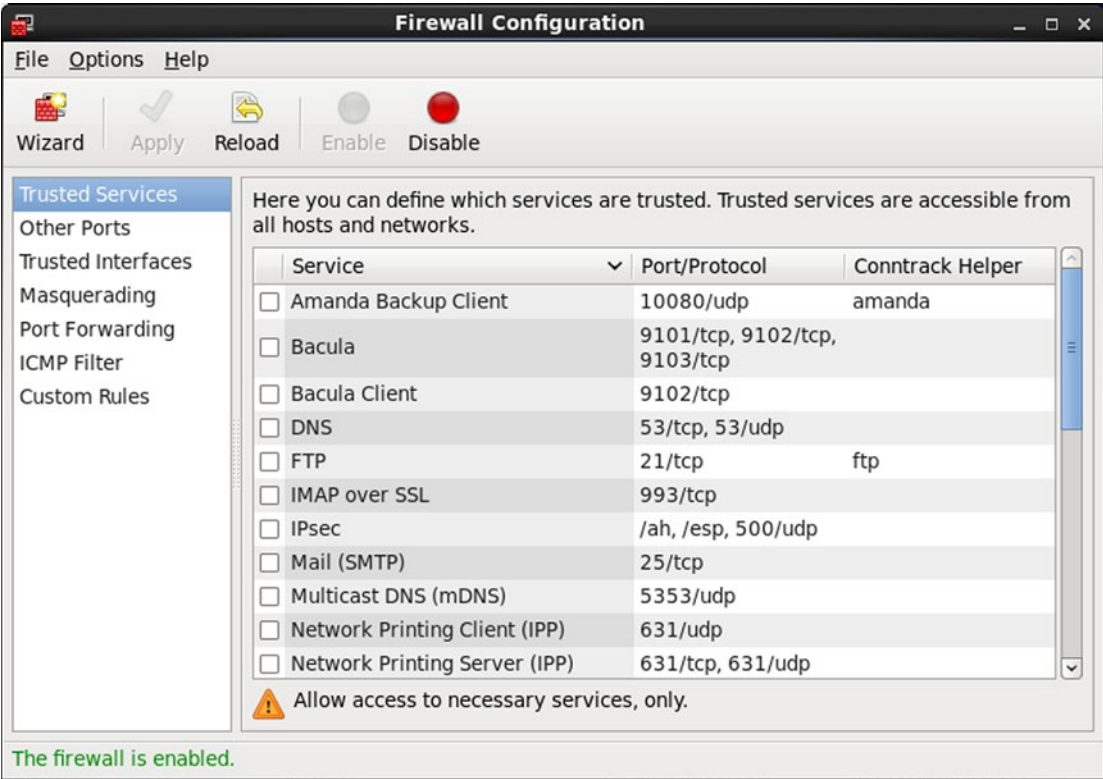 Firewall Configuration
File Options Help
Wizard Apply Reload Enable Disable
Trusted Services
Other Ports
Trusted Interfaces
Masquerading
Port Forwarding
ICMP Filter
Custom Rules
Here you can define which services are trusted. Trusted services are accessible from
all hosts and networks.
Service Port/Protocol Conntrack Helper
Amanda Backup Client 10080/udp amanda
Bacula 9101/tcp, 9102/tcp,
9103/tcp
Bacula Client 9102/tcp
DNS 53/tcp, 53/udp
FTP 21/tcp ftp
IMAP over SSL 993/tcp
IPsec /ah, /esp, 500/udp
Mail (SMTP) 25/tcp
Multicast DNS (mDNS) 5353/udp
Network Printing Client (IPP) 631/udp
Network Printing Server (IPP) 631/tcp, 631/udp
Allow access to necessary services, only.
The firewall is enabled.